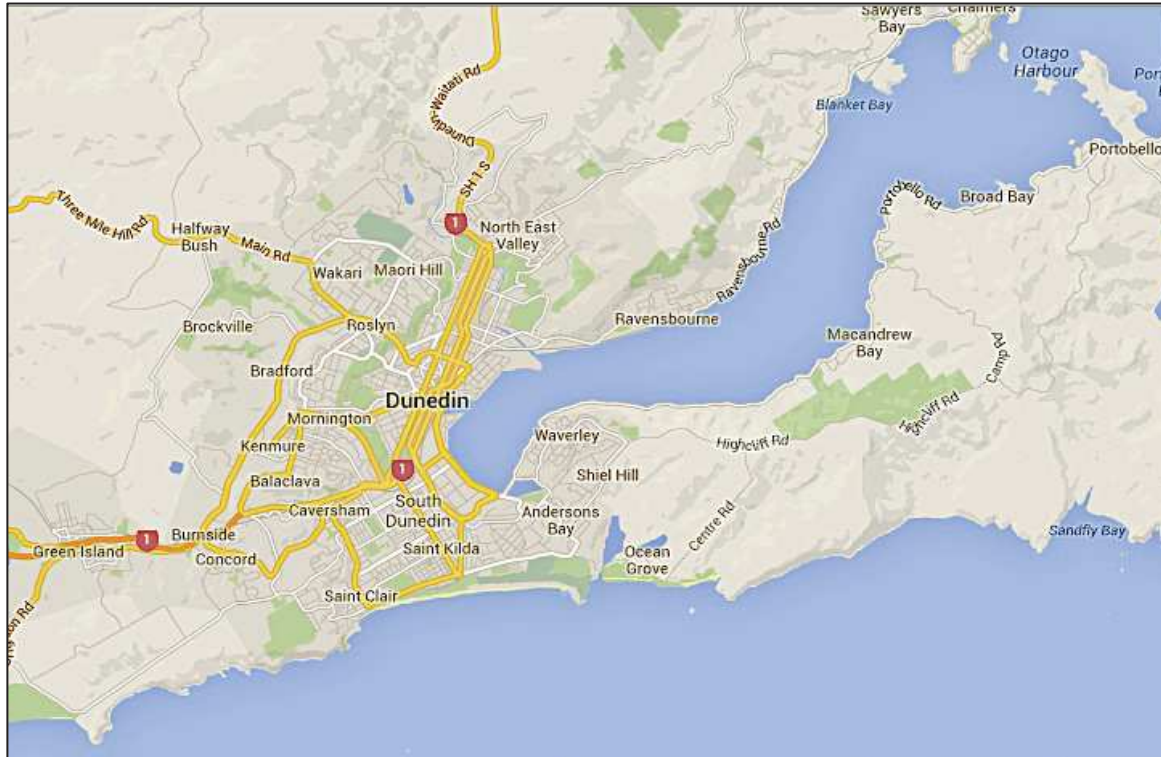 Sawyers
Bay
Chalmers
Otago
Harbour
Blanket Bay
Portobello
Dunedin-Waitati Rd
SH 1 S
1
North East
Valley
Portobello Rd
Broad Bay
Three Mile Hill Rd
Halfway
Bush
Main Rd
Wakari
Maori Hill
Ravensbourne Rd
Ravensbourne
Brockville
Roslyn
Macandrew
Bay
Camp Rd
Bradford
Dunedin
Highcliff Rd
Mornington
Waverley
Highcliff Rd
Kenmure
Shiel Hill
Balaclava
1
South
Dunedin
Caversham
Andersons
Bay
Centre Rd
Sandfly Bay
Burnside
1
Green Island
Concord
Saint Kilda
Ocean
Grove
Saint Clair
Rd